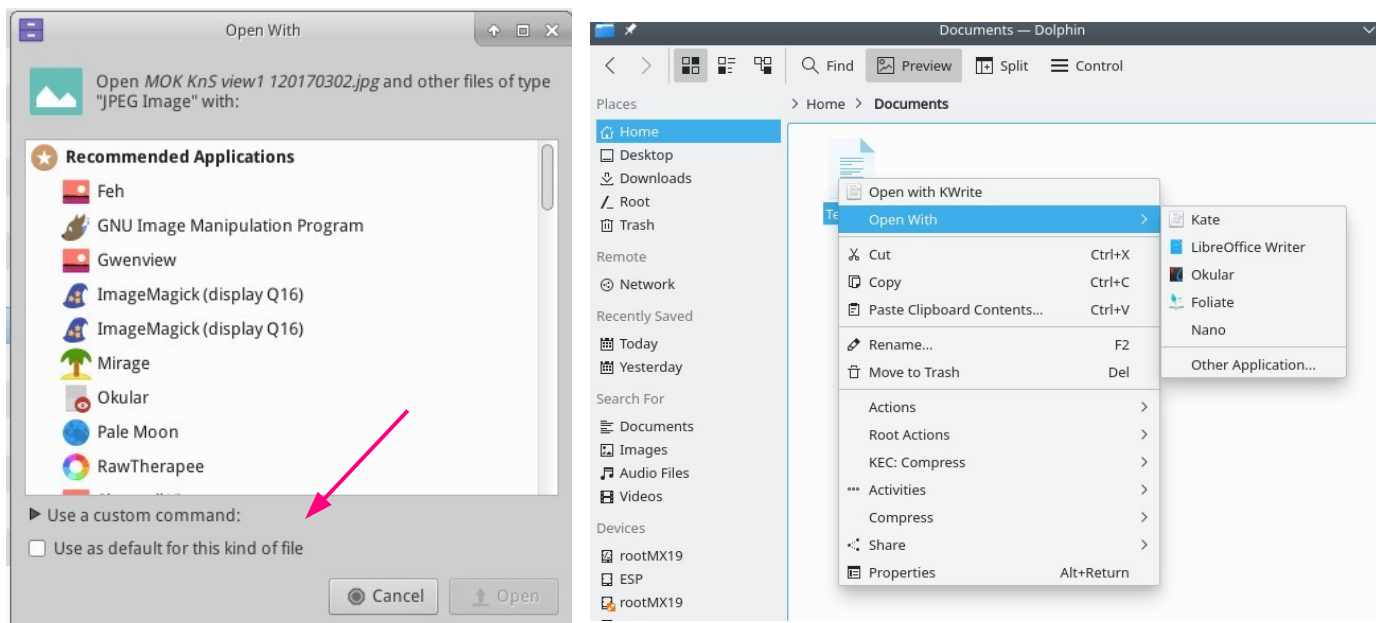 Open With
Open MOK KnS view1 120170302.jpg and other files of type
"JPEG Image" with:
Recommended Applications
Feh
GNU Image Manipulation Program
Gwenview
ImageMagick (display Q16)
ImageMagick (display Q16)
Mirage
Okular
Pale Moon
RawTherapee
Use a custom command:
Use as default for this kind of file
Cancel
Open
Documents — Dolphin
Find
Preview
Split
Control
Places
Home
Desktop
Downloads
Root
Trash
Remote
Network
Recently Saved
Today
Yesterday
Search For
Documents
Images
Audio Files
Videos
Devices
rootMX19
ESP
rootMX19
> Home > Documents
Te
Open with KWrite
Open With
Cut Ctrl+X
Copy Ctrl+C
Paste Clipboard Contents... Ctrl+V
Rename... F2
Move to Trash Del
Actions
Root Actions
KEC: Compress
Activities
Compress
Share
Properties Alt+Return
Kate
LibreOffice Writer
Okular
Foliate
Nano
Other Application...